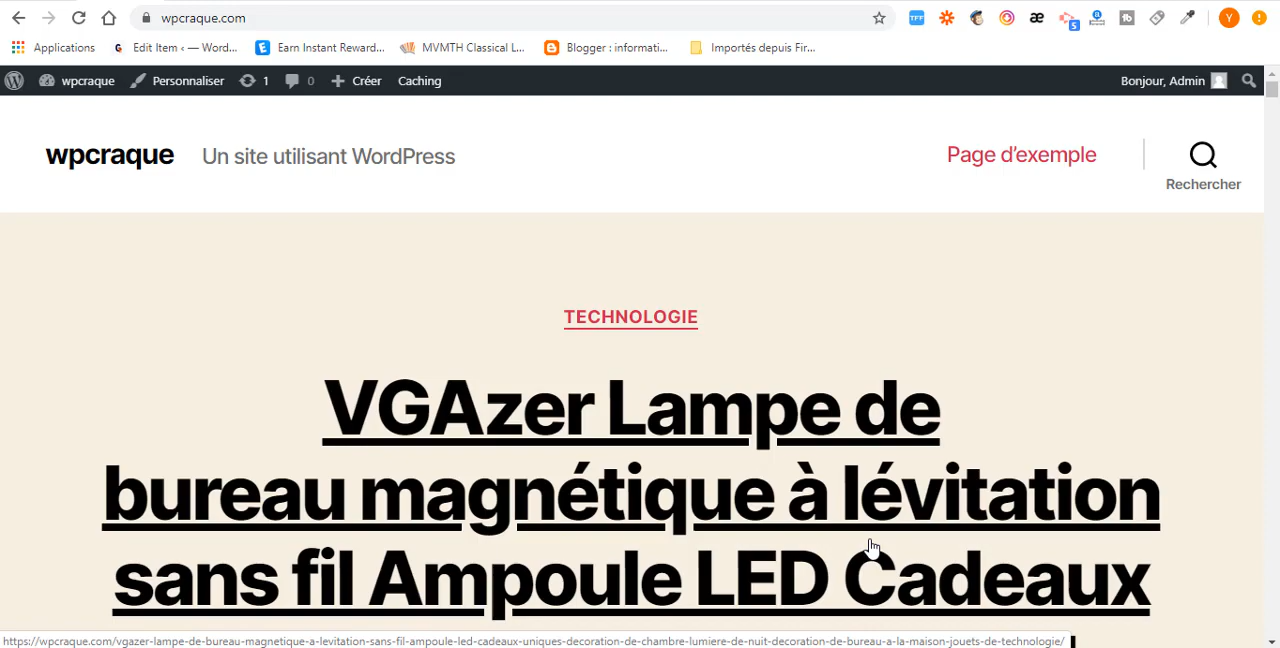 wpcraque.com
TFF
æ
5
Y
Applications
G Edit Item ‹ — Word...
Earn Instant Reward...
MVMTH Classical L...
Blogger : informati...
Importés depuis Fir...
wpcraque
Personnaliser
1
0
Créer
Caching
Bonjour, Admin
wpcraque
Un site utilisant WordPress
Page d’exemple
Rechercher
TECHNOLOGIE
VGAzer Lampe de
bureau magnétique à lévitation
sans fil Ampoule LED Cadeaux
https://wpcraque.com/vgazer-lampe-de-bureau-magnetique-a-levitation-sans-fil-ampoule-led-cadeaux-uniques-decoration-de-chambre-lumiere-de-nuit-decoration-de-bureau-a-la-maison-jouets-de-technologie/